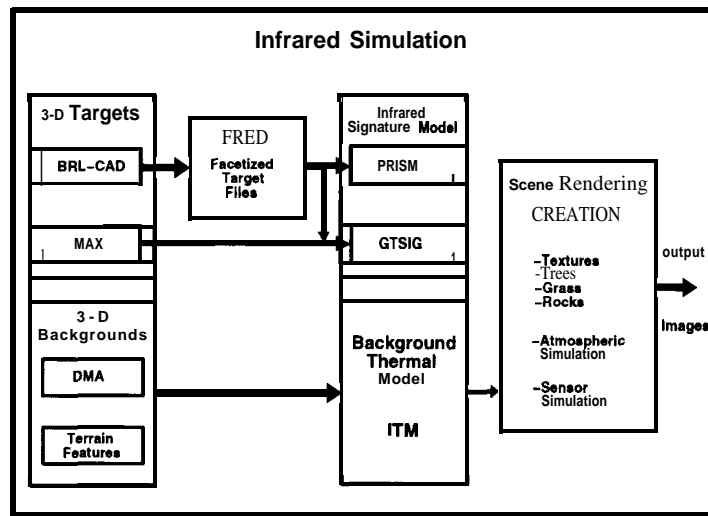 Infrared Simulation
3-D Targets
BRL-CAD
MAX
3 - D
Backgrounds
DMA
Terrain
Features
FRED
Facetized
Target
Files
Infrared
Signature Model
PRISM
GTSIG
Background
Thermal
Model
ITM
Scene Rendering
CREATION
-Textures
-Trees
-Grass
-Rocks
-Atmospheric
Simulation
-Sensor
Simulation
output
Images